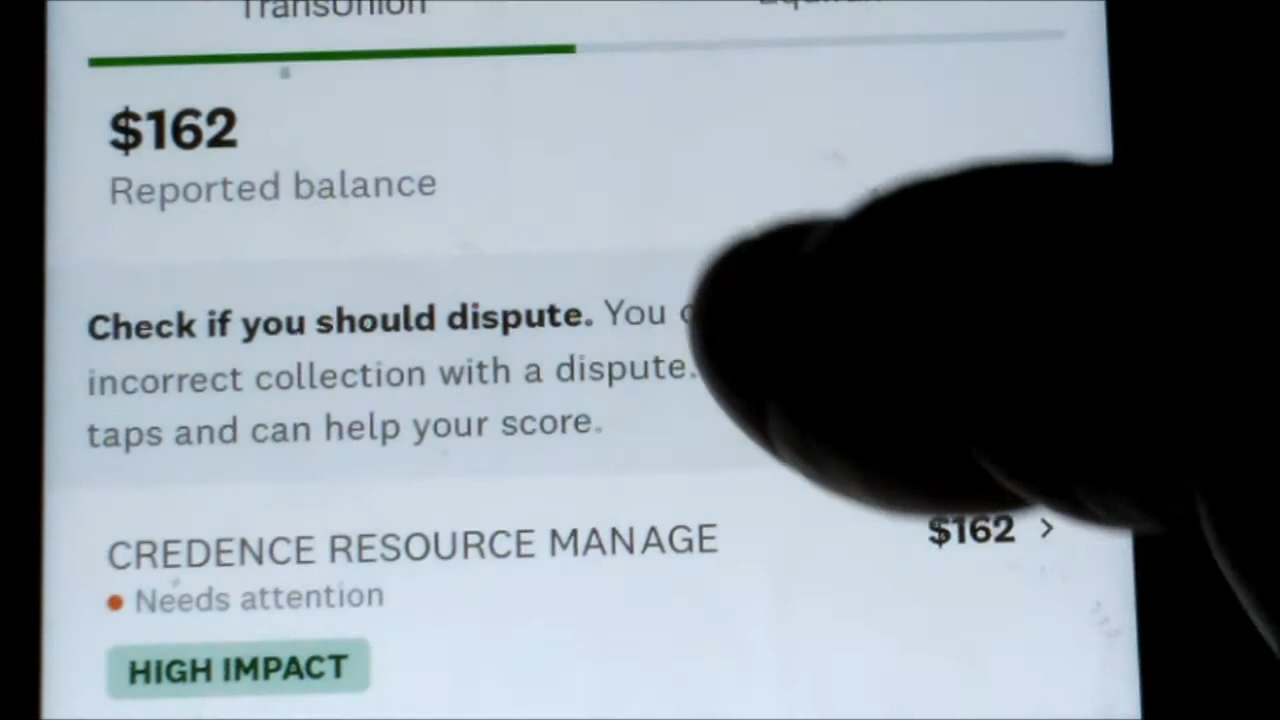 TransUnion
$162
Reported balance
Check if you should dispute. You
incorrect collection with a dispute.
taps and can help your score.
CREDENCE RESOURCE MANAGE
$162 >
Needs attention
HIGH IMPACT